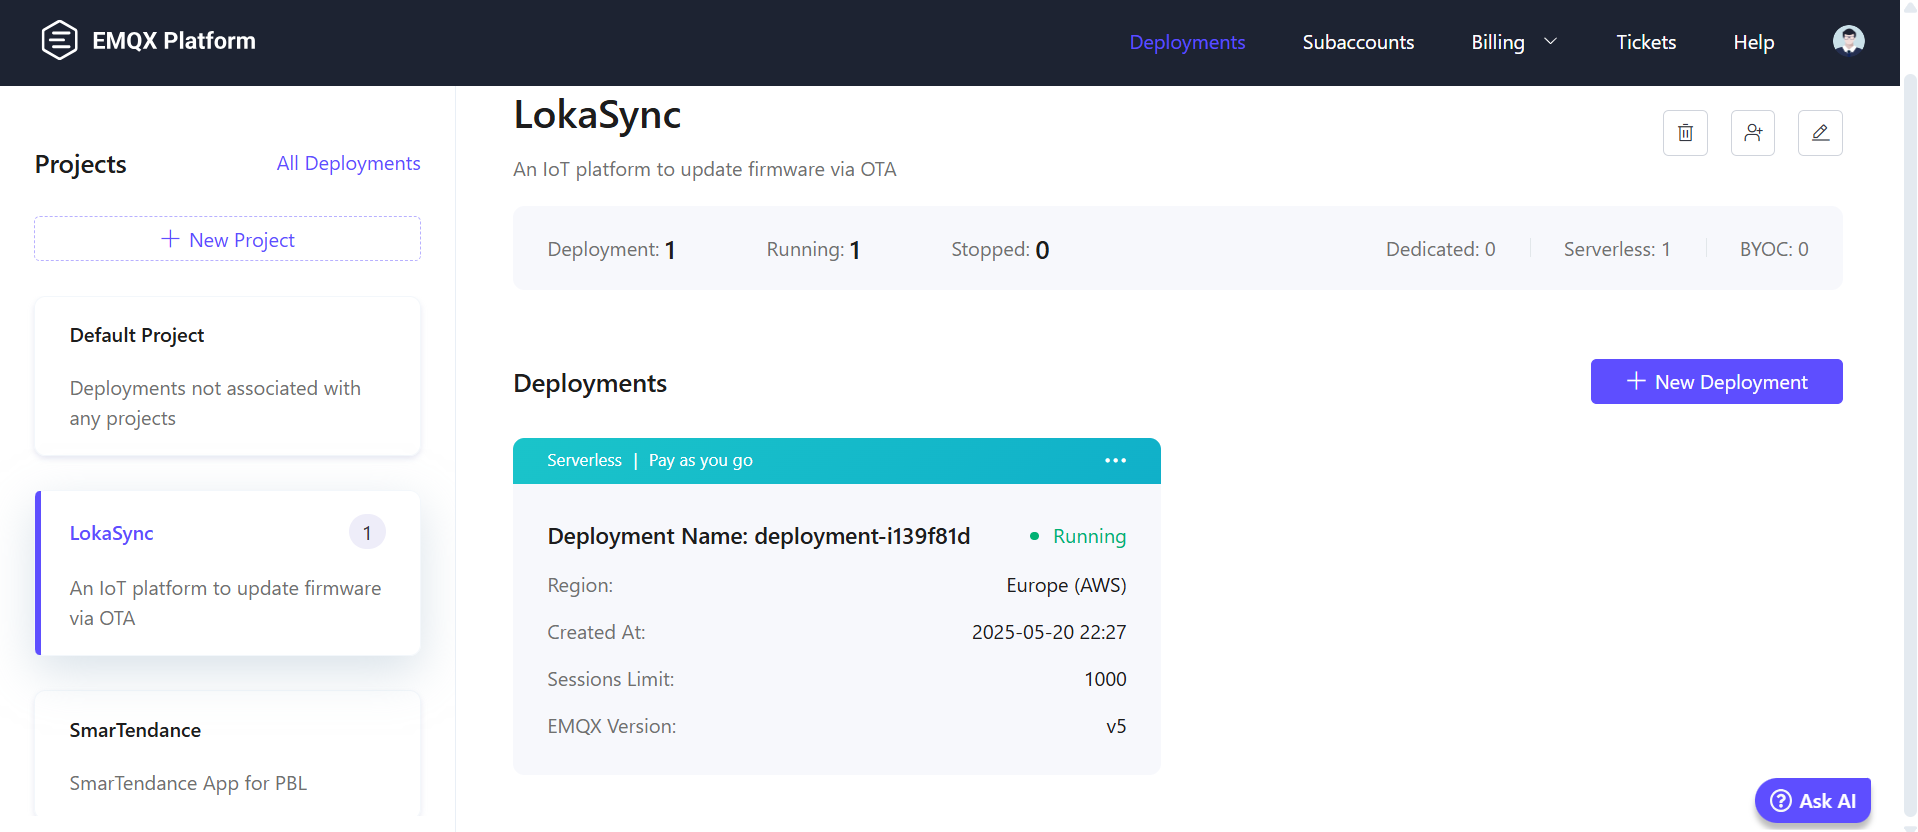 EMQX Platform
Deployments
Subaccounts
Billing
Tickets
Help
Projects
All Deployments
New Project
Default Project
Deployments not associated with
any projects
LokaSync
1
An IoT platform to update firmware
via OTA
SmarTendance
SmarTendance App for PBL
LokaSync
An IoT platform to update firmware via OTA
Deployment: 1
Running: 1
Stopped: 0
Dedicated: 0
Serverless: 1
BYOC: 0
Deployments
New Deployment
Serverless | Pay as you go
Deployment Name: deployment-i139f81d
Running
Region: Europe (AWS)
Created At: 2025-05-20 22:27
Sessions Limit: 1000
EMQX Version: v5
Ask AI